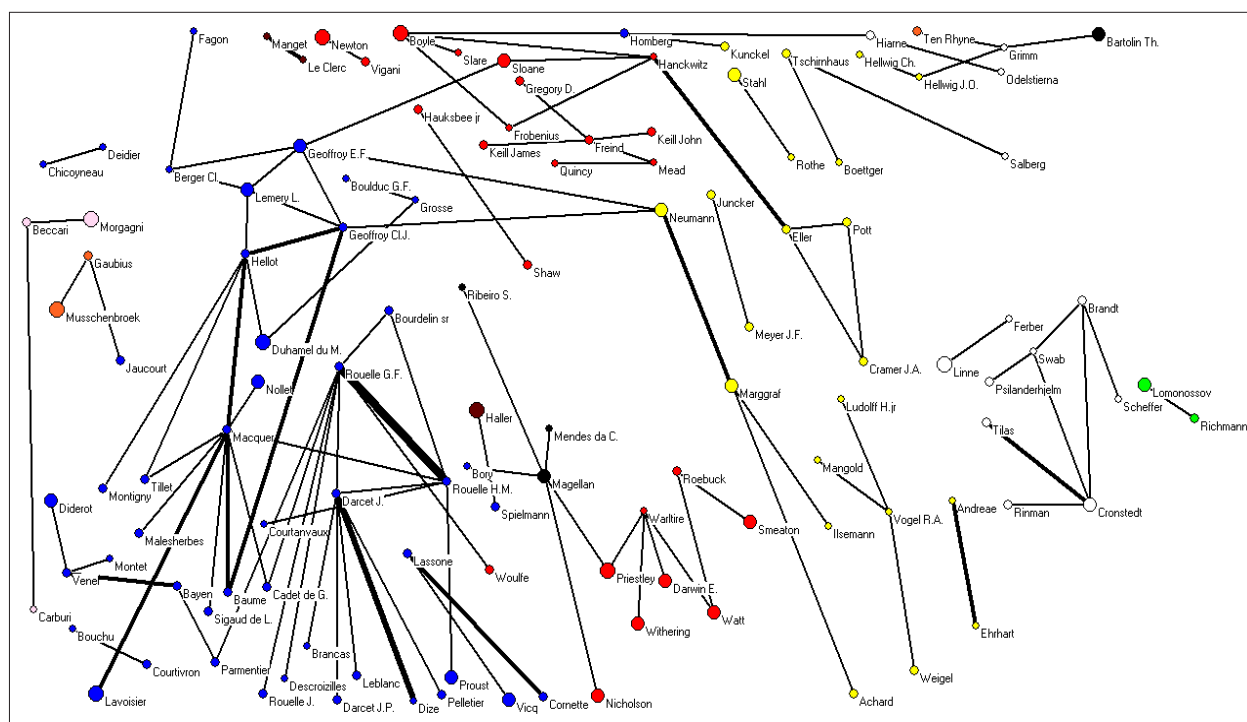 Fagon
Manget
Le Clerc
Newton
Vigani
Boyle
Slare
Sloane
Gregory D.
Homberg
Kunckel
Hanckwitz
Stahl
Tschirnhaus
Hellwig Ch.
Hellwig J.O.
Hiarne
Odelstierna
Ten Rhyne
Grimm
Bartolin Th.
Hauksbee jr
Frobenius
Keill James
Freind
Keill John
Quincy
Mead
Rothe
Boettger
Salberg
Deidier
Chicoyneau
Geoffroy E.F.
Berger Cl.
Lemery L.
Boulduc G.F.
Grosse
Geoffroy Cl.J.
Neumann
Juncker
Eller
Pott
Beccari
Morgagni
Gaubius
Hellot
Shaw
Musschenbroek
Ribeiro S.
Bourdelin sr
Meyer J.F.
Brandt
Ferber
Swab
Jaucourt
Duhamel du M.
Rouelle G.F.
Cramer J.A.
Linne
Psilanderhjelm
Scheffer
Lomonossov
Richmann
Nollet
Marggraf
Ludolff H.jr
Haller
Mendes da C.
Tilas
Macquer
Mangold
Bory
Magellan
Roebuck
Tillet
Montigny
Rouelle H.M.
Darcet J.
Spielmann
Diderot
Warltire
Smeaton
Vogel R.A.
Andreae
Rinman
Cronstedt
Ilsemann
Malesherbes
Courtanvaux
Lassone
Woulfe
Priestley
Darwin E.
Venel
Montet
Bayen
Baume
Cadet de G.
Carburi
Sigaud de L.
Watt
Withering
Ehrhart
Bouchu
Brancas
Courtivron
Parmentier
Descroizilles
Leblanc
Proust
Weigel
Lavoisier
Rouelle J.
Darcet J.P.
Dize
Pelletier
Vicq
Cornette
Nicholson
Achard